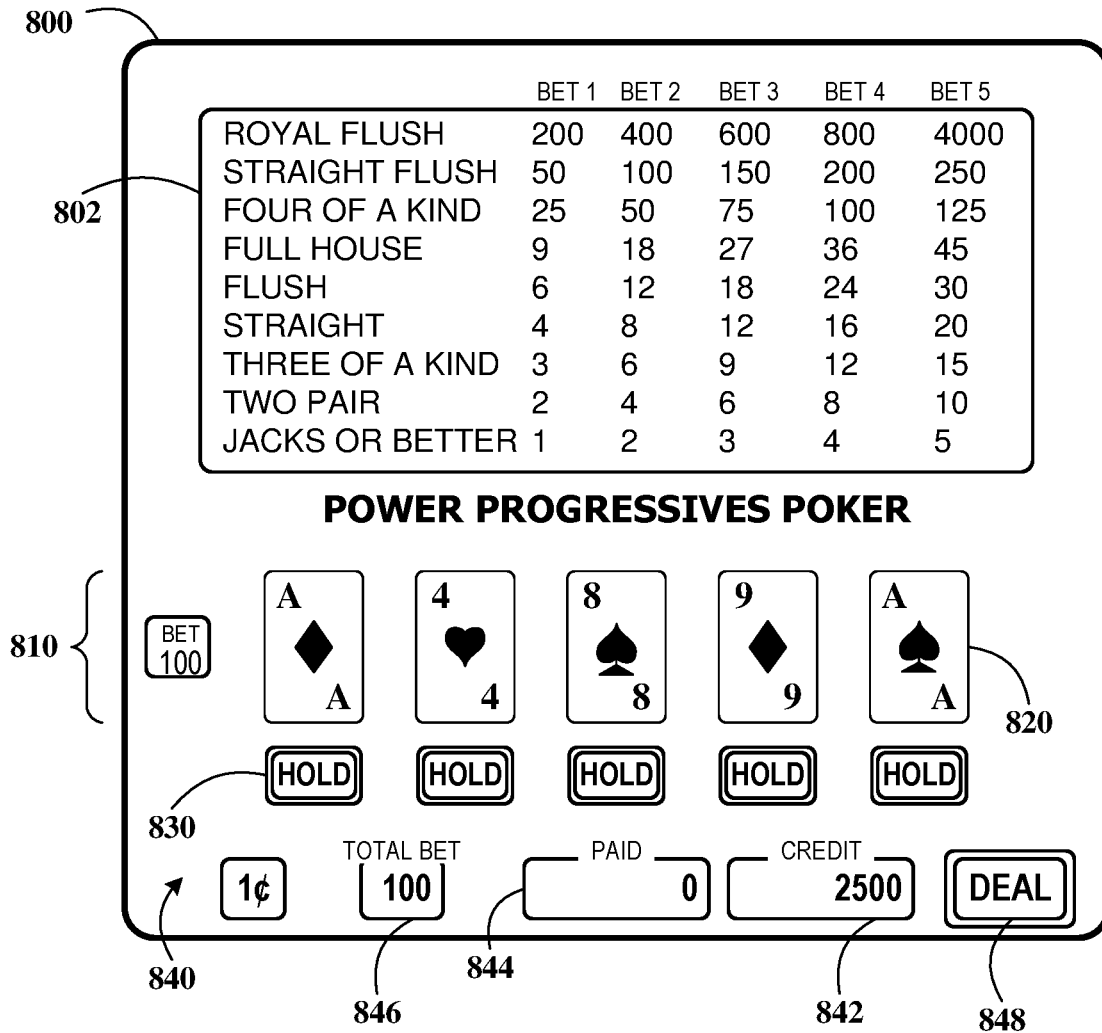 800
BET 1 BET 2 BET 3 BET 4 BET 5
ROYAL FLUSH 200 400 600 800 4000
STRAIGHT FLUSH 50 100 150 200 250
802
FOUR OF A KIND 25 50 75 100 125
FULL HOUSE 9 18 27 36 45
FLUSH 6 12 18 24 30
STRAIGHT 4 8 12 16 20
THREE OF A KIND 3 6 9 12 15
TWO PAIR 2 4 6 8 10
JACKS OR BETTER 1 2 3 4 5
POWER PROGRESSIVES POKER
A 4 8 9 A
810
BET
100
A 4 8 9 A
820
HOLD HOLD HOLD HOLD HOLD
830
TOTAL BET PAID CREDIT
1¢ 100 0 2500 DEAL
840 846 844 842 848